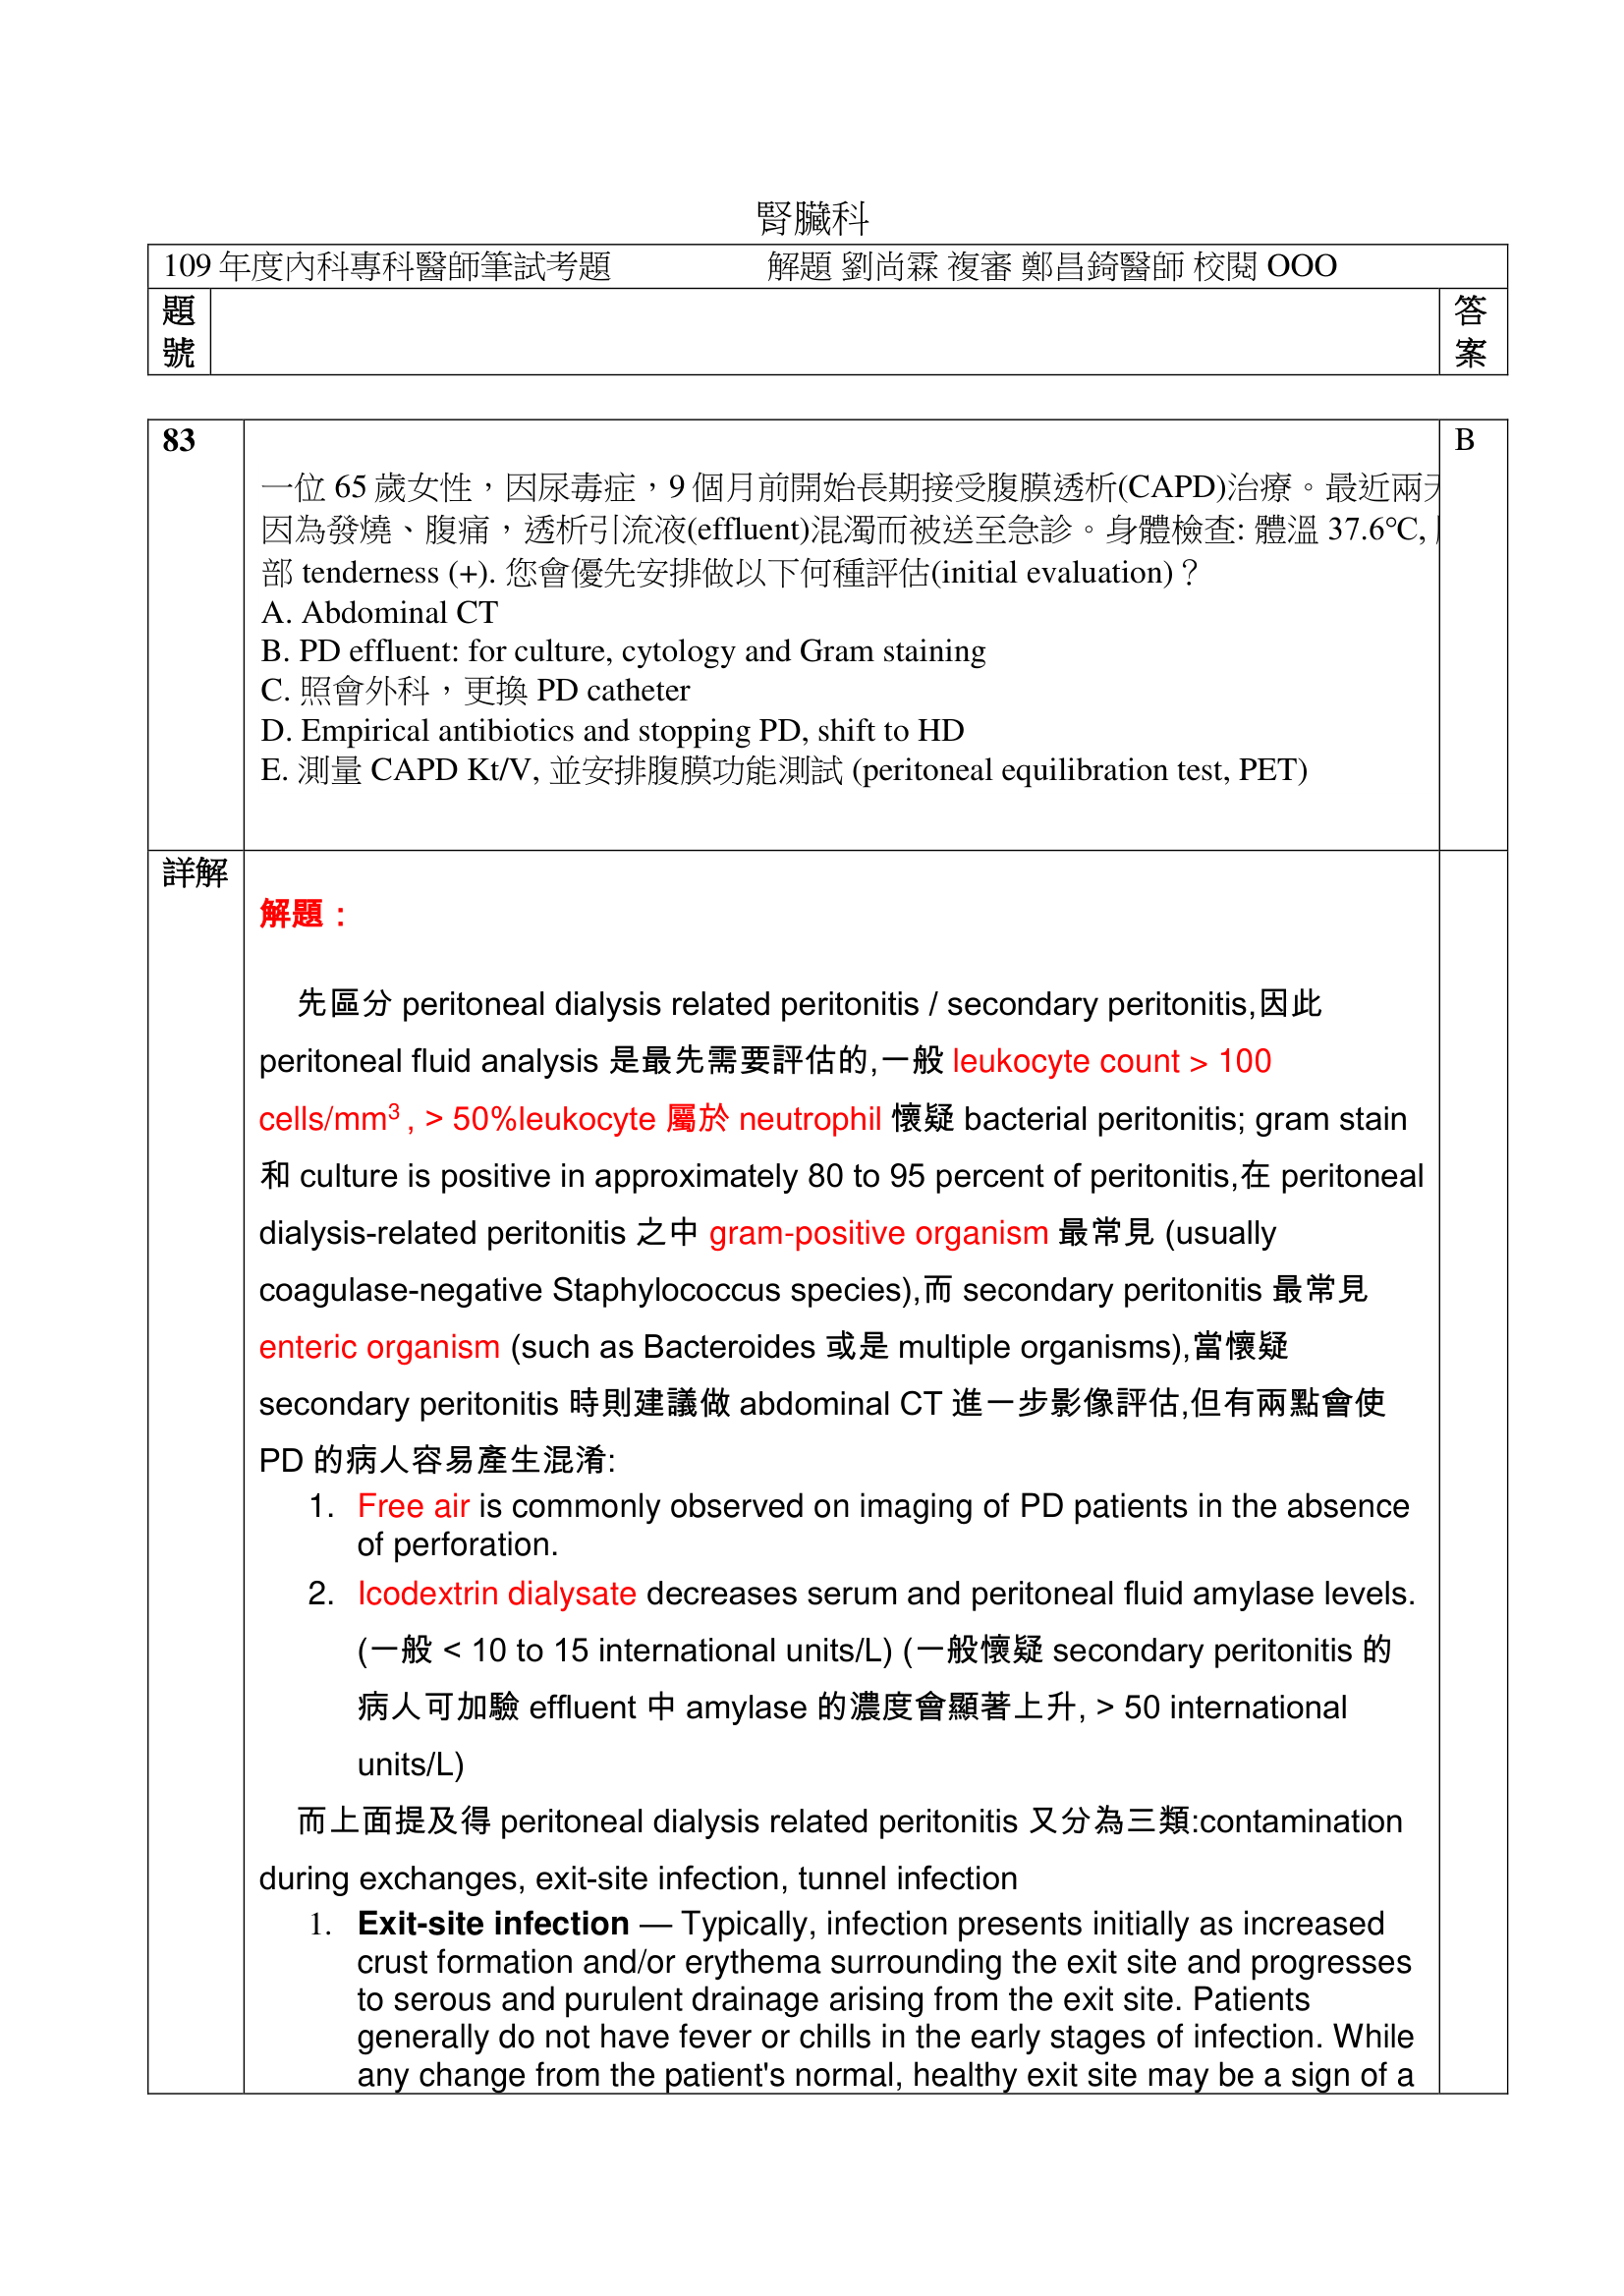 腎臟科
109 年度內科專科醫師筆試考題 解題 劉尚霖 複審 鄭昌錡醫師 校閱 OOO
題號 答案
83 B
一位 65 歲女性，因尿毒症，9 個月前開始長期接受腹膜透析(CAPD)治療。最近兩天
因為發燒、腹痛，透析引流液(effluent)混濁而被送至急診。身體檢查: 體溫 37.6℃,
部 tenderness (+). 您會優先安排做以下何種評估(initial evaluation)？
A. Abdominal CT
B. PD effluent: for culture, cytology and Gram staining
C. 照會外科，更換 PD catheter
D. Empirical antibiotics and stopping PD, shift to HD
E. 測量 CAPD Kt/V, 並安排腹膜功能測試 (peritoneal equilibration test, PET)
詳解
解題：
先區分 peritoneal dialysis related peritonitis / secondary peritonitis,因此
peritoneal fluid analysis 是最先需要評估的,一般 leukocyte count > 100
cells/mm³ , > 50%leukocyte 屬於 neutrophil 懷疑 bacterial peritonitis; gram stain
和 culture is positive in approximately 80 to 95 percent of peritonitis,在 peritoneal
dialysis-related peritonitis 之中 gram-positive organism 最常見 (usually
coagulase-negative Staphylococcus species),而 secondary peritonitis 最常見
enteric organism (such as Bacteroides 或是 multiple organisms),當懷疑
secondary peritonitis 時則建議做 abdominal CT 進一步影像評估,但有兩點會使
PD 的病人容易產生混淆:
1. Free air is commonly observed on imaging of PD patients in the absence
of perforation.
2. Icodextrin dialysate decreases serum and peritoneal fluid amylase levels.
(一般 < 10 to 15 international units/L) (一般懷疑 secondary peritonitis 的
病人可加驗 effluent 中 amylase 的濃度會顯著上升, > 50 international
units/L)
而上面提及得 peritoneal dialysis related peritonitis 又分為三類:contamination
during exchanges, exit-site infection, tunnel infection
1. Exit-site infection — Typically, infection presents initially as increased
crust formation and/or erythema surrounding the exit site and progresses
to serous and purulent drainage arising from the exit site. Patients
generally do not have fever or chills in the early stages of infection. While
any change from the patient's normal, healthy exit site may be a sign of a